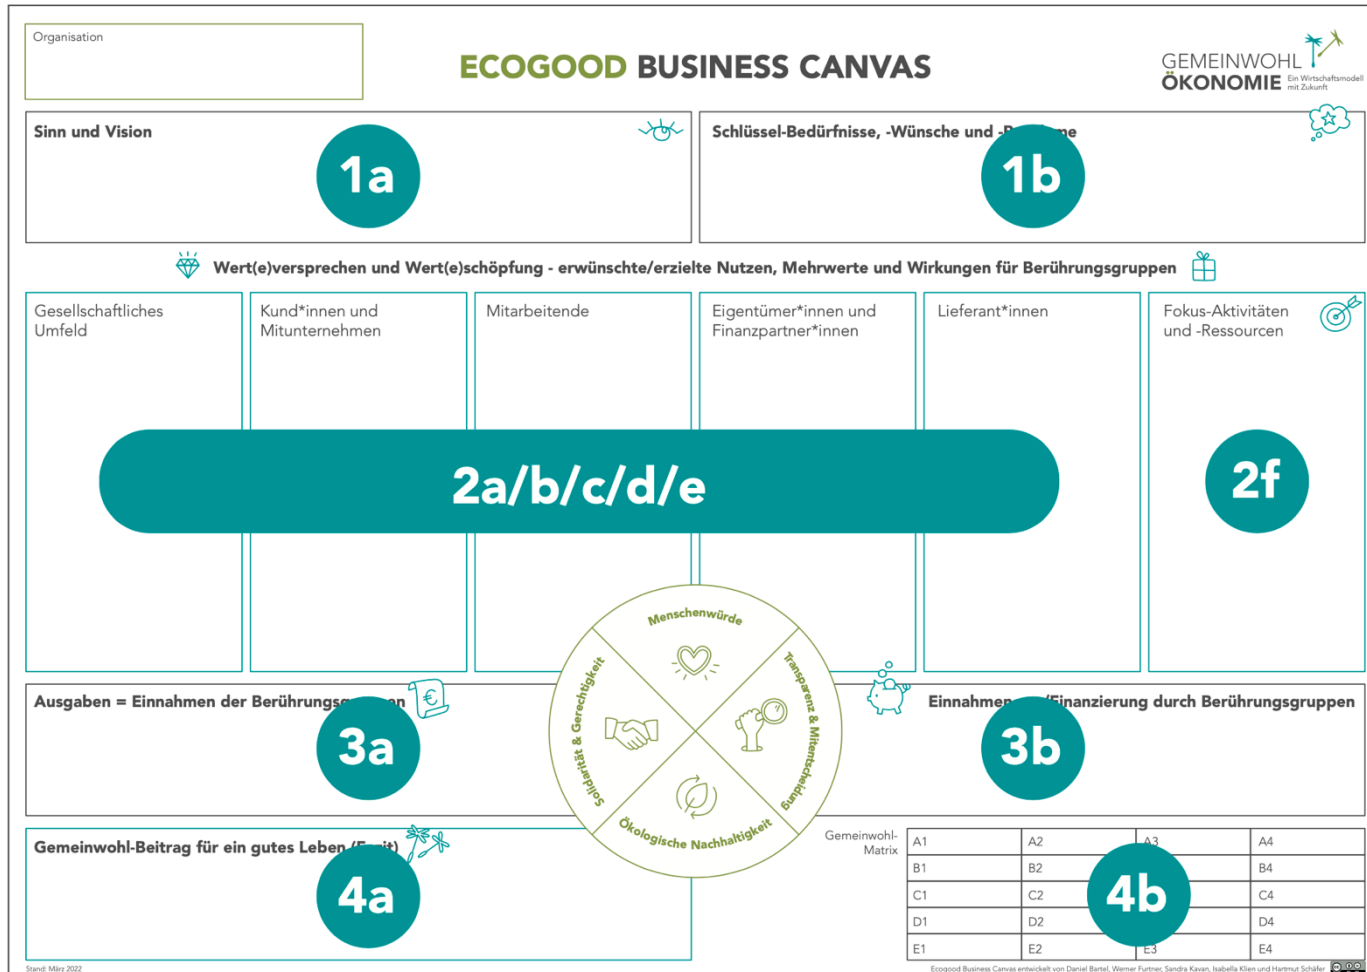 Organisation
ECOGOOD BUSINESS CANVAS
GEMEINWOHL
ÖKONOMIE Ein Wirtschaftsmodell
mit Zukunft
Sinn und Vision
1a
Schlüssel-Bedürfnisse, -Wünsche und
1b
Wert(e)versprechen und Wert(e)schöpfung - erwünschte/erzielte Nutzen, Mehrwerte und Wirkungen für Berührungsgruppen
Gesellschaftliches
Umfeld
Kund*innen und
Mitunternehmen
Mitarbeitende
Eigentümer*innen und
Finanzpartner*innen
Lieferant*innen
Fokus-Aktivitäten
und -Ressourcen
2a/b/c/d/e
2f
Menschenwürde
Transparenz & Mitentscheidung
Ökologische Nachhaltigkeit
Solidarität & Gerechtigkeit
Ausgaben = Einnahmen der
3a
€
Einnahmen
Finanzierung durch Berührungsgruppen
3b
Gemeinwohl-Beitrag für ein gutes Leben
4a
Gemeinwohl-
Matrix
A1 A2 A3 A4
B1 B2 B4
C1 C2 C4
D1 D2 D4
E1 E2 E3 E4
4b
Stand: März 2022
Ecogood Business Canvas entwickelt von Daniel Bartel, Werner Furtner, Sandra Kavan, Isabella Klien und Hartmut Schäfer